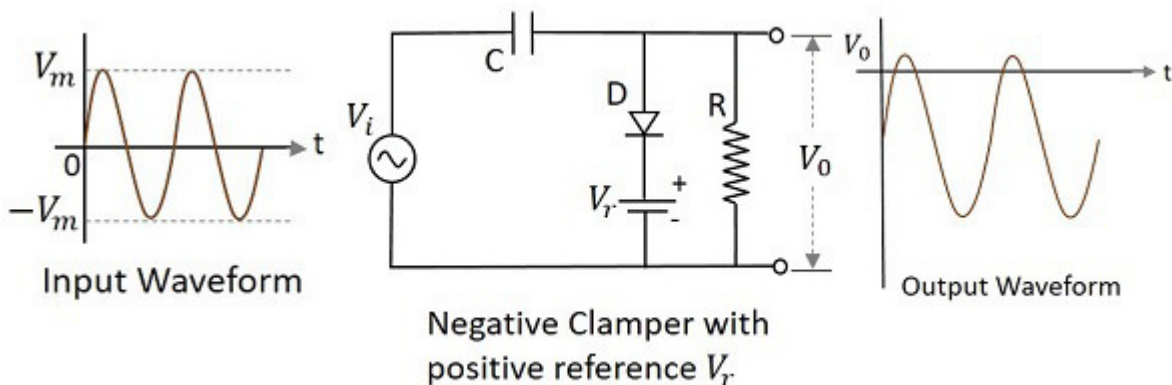 V_m
0
t
−V_m
Input Waveform
C
V_i
D
R
V_r
+
-
V_0
Negative Clamper with
positive reference V_r
V_0
t
Output Waveform